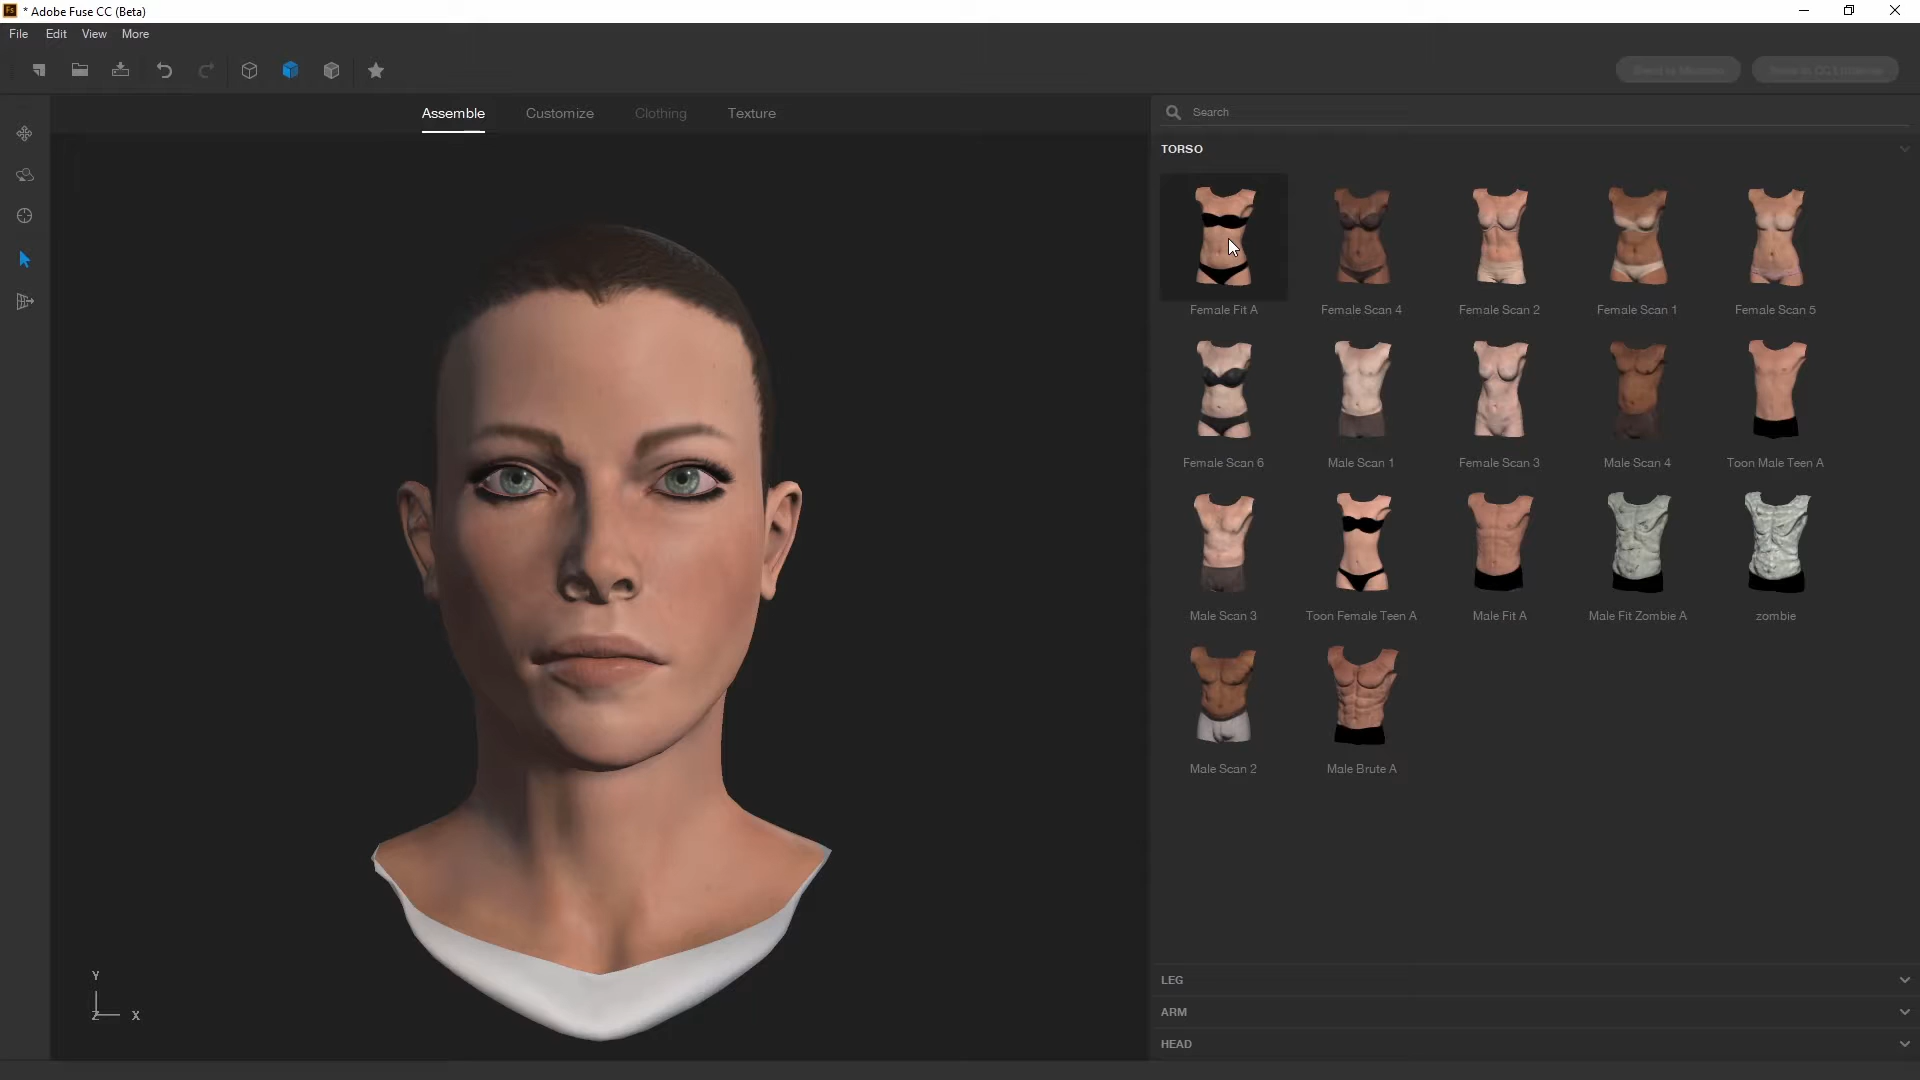 * Adobe Fuse CC (Beta)
File Edit View More
Assemble Customize Clothing Texture
Search
TORSO
Female Fit A Female Scan 4 Female Scan 2 Female Scan 1 Female Scan 5
Female Scan 6 Male Scan 1 Female Scan 3 Male Scan 4 Toon Male Teen A
Male Scan 3 Toon Female Teen A Male Fit A Male Fit Zombie A zombie
Male Scan 2 Male Brute A
LEG
ARM
HEAD
Y
Z X